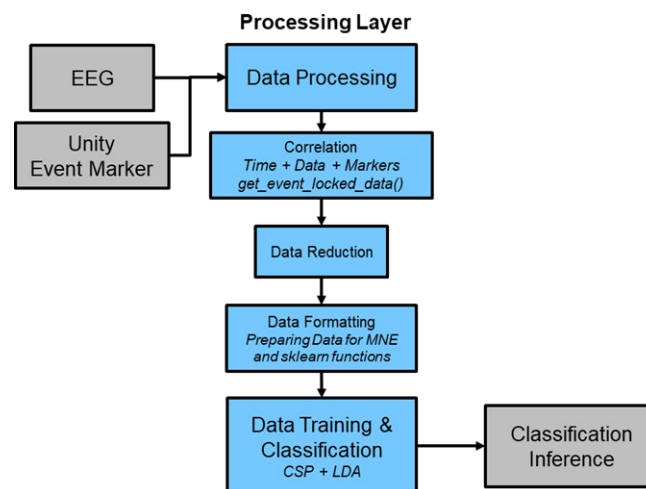 Processing Layer
EEG
Data Processing
Unity
Event Marker
Correlation
Time + Data + Markers
get_event_locked_data()
Data Reduction
Data Formatting
Preparing Data for MNE
and sklearn functions
Data Training &
Classification
CSP + LDA
Classification
Inference